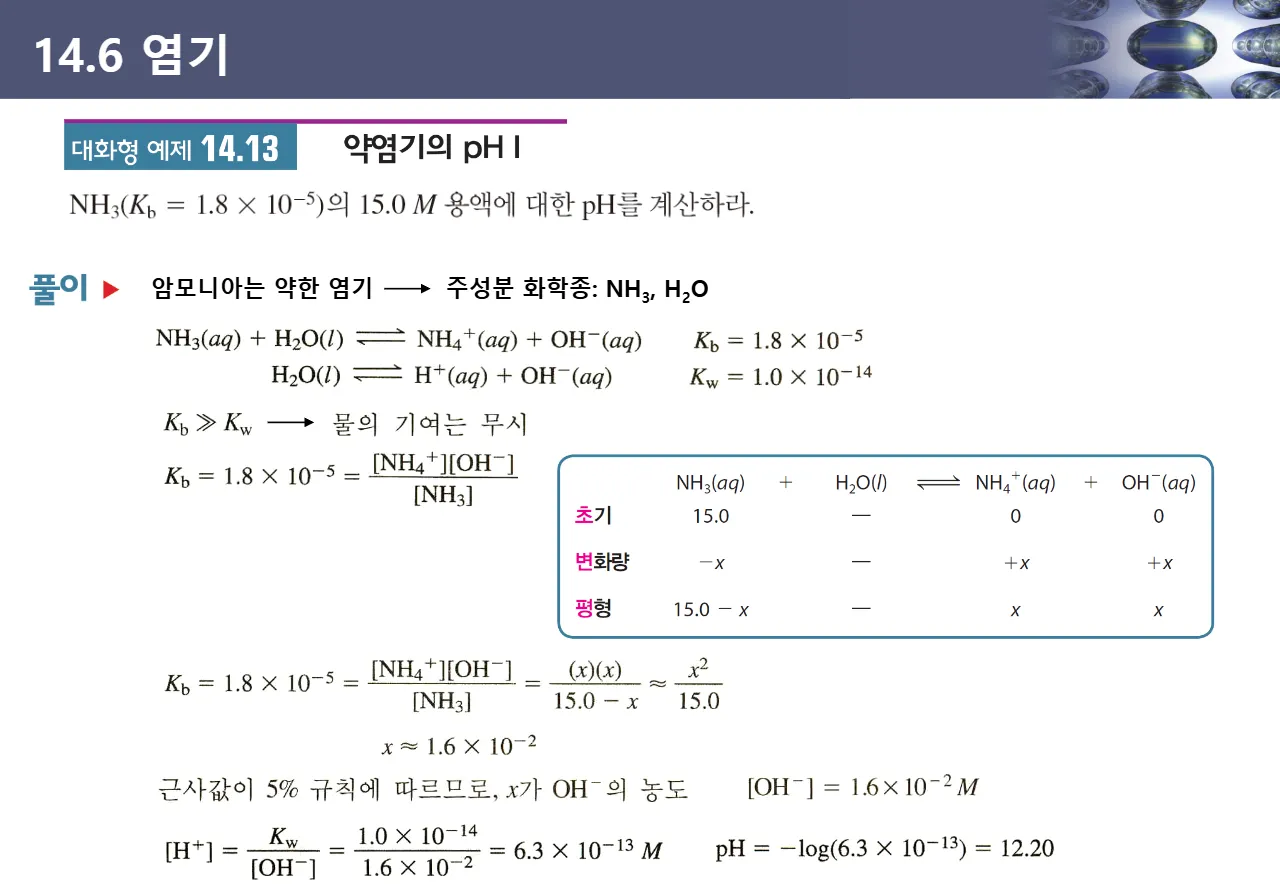 14.6 염기
대화형 예제 14.13 약염기의 pH I
NH₃(K_b = 1.8 × 10⁻⁵)의 15.0 M 용액에 대한 pH를 계산하라.
풀이 ▶ 암모니아는 약한 염기 ⟶ 주성분 화학종: NH₃, H₂O
NH₃(aq) + H₂O(l) ⇌ NH₄⁺(aq) + OH⁻(aq) K_b = 1.8 × 10⁻⁵
H₂O(l) ⇌ H⁺(aq) + OH⁻(aq) K_w = 1.0 × 10⁻¹⁴
K_b ≫ K_w ⟶ 물의 기여는 무시
K_b = 1.8 × 10⁻⁵ = [NH₄⁺][OH⁻] / [NH₃]
NH₃(aq) + H₂O(l) ⇌ NH₄⁺(aq) + OH⁻(aq)
초기 15.0 — 0 0
변화량 −x — +x +x
평형 15.0 − x — x x
K_b = 1.8 × 10⁻⁵ = [NH₄⁺][OH⁻] / [NH₃] = (x)(x) / 15.0 − x ≈ x² / 15.0
x ≈ 1.6 × 10⁻²
근사값이 5% 규칙에 따르므로, x가 OH⁻의 농도 [OH⁻] = 1.6×10⁻² M
[H⁺] = K_w / [OH⁻] = 1.0 × 10⁻¹⁴ / 1.6 × 10⁻² = 6.3 × 10⁻¹³ M pH = −log(6.3 × 10⁻¹³) = 12.20